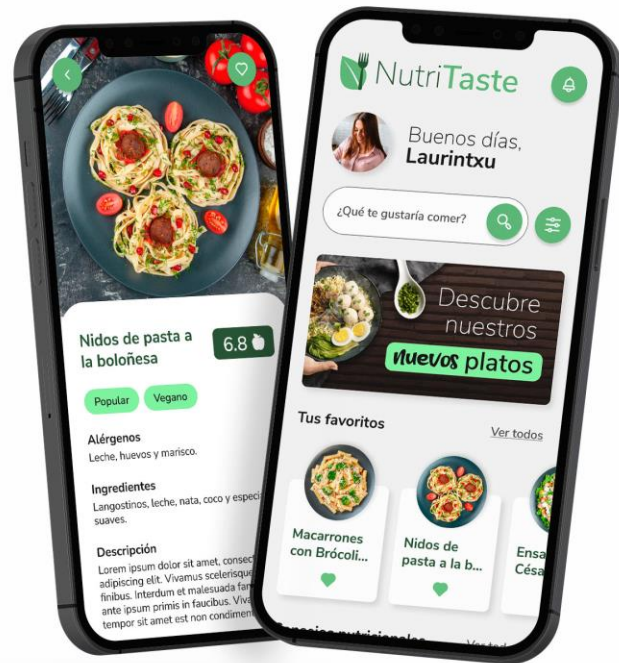 Nidos de pasta a
la boloñesa
6.8
Popular
Vegano
Alérgenos
Leche, huevos y marisco.
Ingredientes
Langostinos, leche, nata, coco y especi
suaves.
Descripción
Lorem ipsum dolor sit amet, consect
adipiscing elit. Vivamus scelerisque
finibus. Interdum et malesuada fam
ante ipsum primis in faucibus. Viva
tempor sit amet est non condiment
NutriTaste
Buenos días,
Laurintxu
¿Qué te gustaría comer?
Descubre
nuestros
nuevos platos
Tus favoritos
Ver todos
Macarrones
con Brócoli...
Nidos de
pasta a la b...
Ensa
Césa